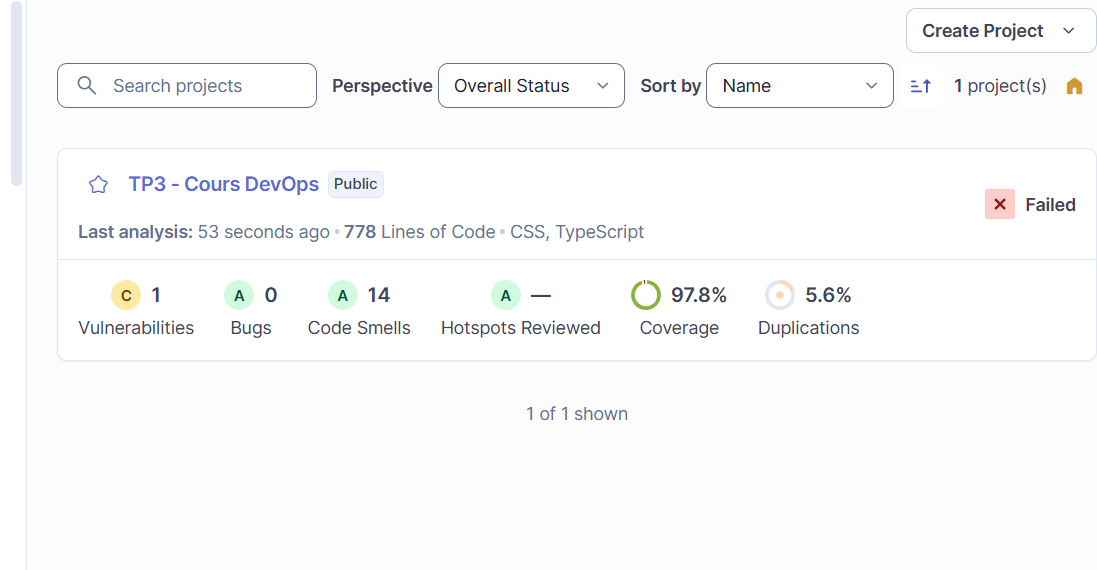 Create Project
Search projects Perspective Overall Status Sort by Name 1 project(s)
TP3 - Cours DevOps Public
Failed
Last analysis: 53 seconds ago • 778 Lines of Code • CSS, TypeScript
C 1 A 0 A 14 A — 97.8% 5.6%
Vulnerabilities Bugs Code Smells Hotspots Reviewed Coverage Duplications
1 of 1 shown